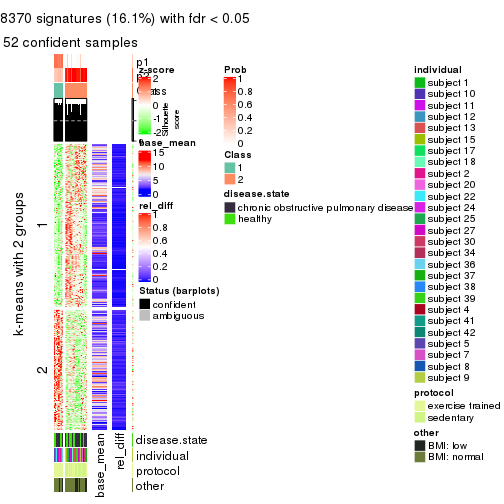 8370 signatures (16.1%) with fdr < 0.05
52 confident samples
p1
p2
Class
z-score
2
1
0
-1
-2
Silhouette
score
base_mean
15
10
5
0
rel_diff
1
0.8
0.6
0.4
0.2
0
Status (barplots)
confident
ambiguous
Prob
1
0.8
0.6
0.4
0.2
0
Class
1
2
disease.state
chronic obstructive pulmonary disease
healthy
individual
subject 1
subject 10
subject 11
subject 12
subject 13
subject 15
subject 17
subject 18
subject 2
subject 20
subject 22
subject 24
subject 25
subject 27
subject 30
subject 34
subject 36
subject 37
subject 38
subject 39
subject 4
subject 41
subject 42
subject 5
subject 7
subject 8
subject 9
protocol
exercise trained
sedentary
other
BMI: low
BMI: normal
k-means with 2 groups
1
2
base_mean
rel_diff
disease.state
individual
protocol
other